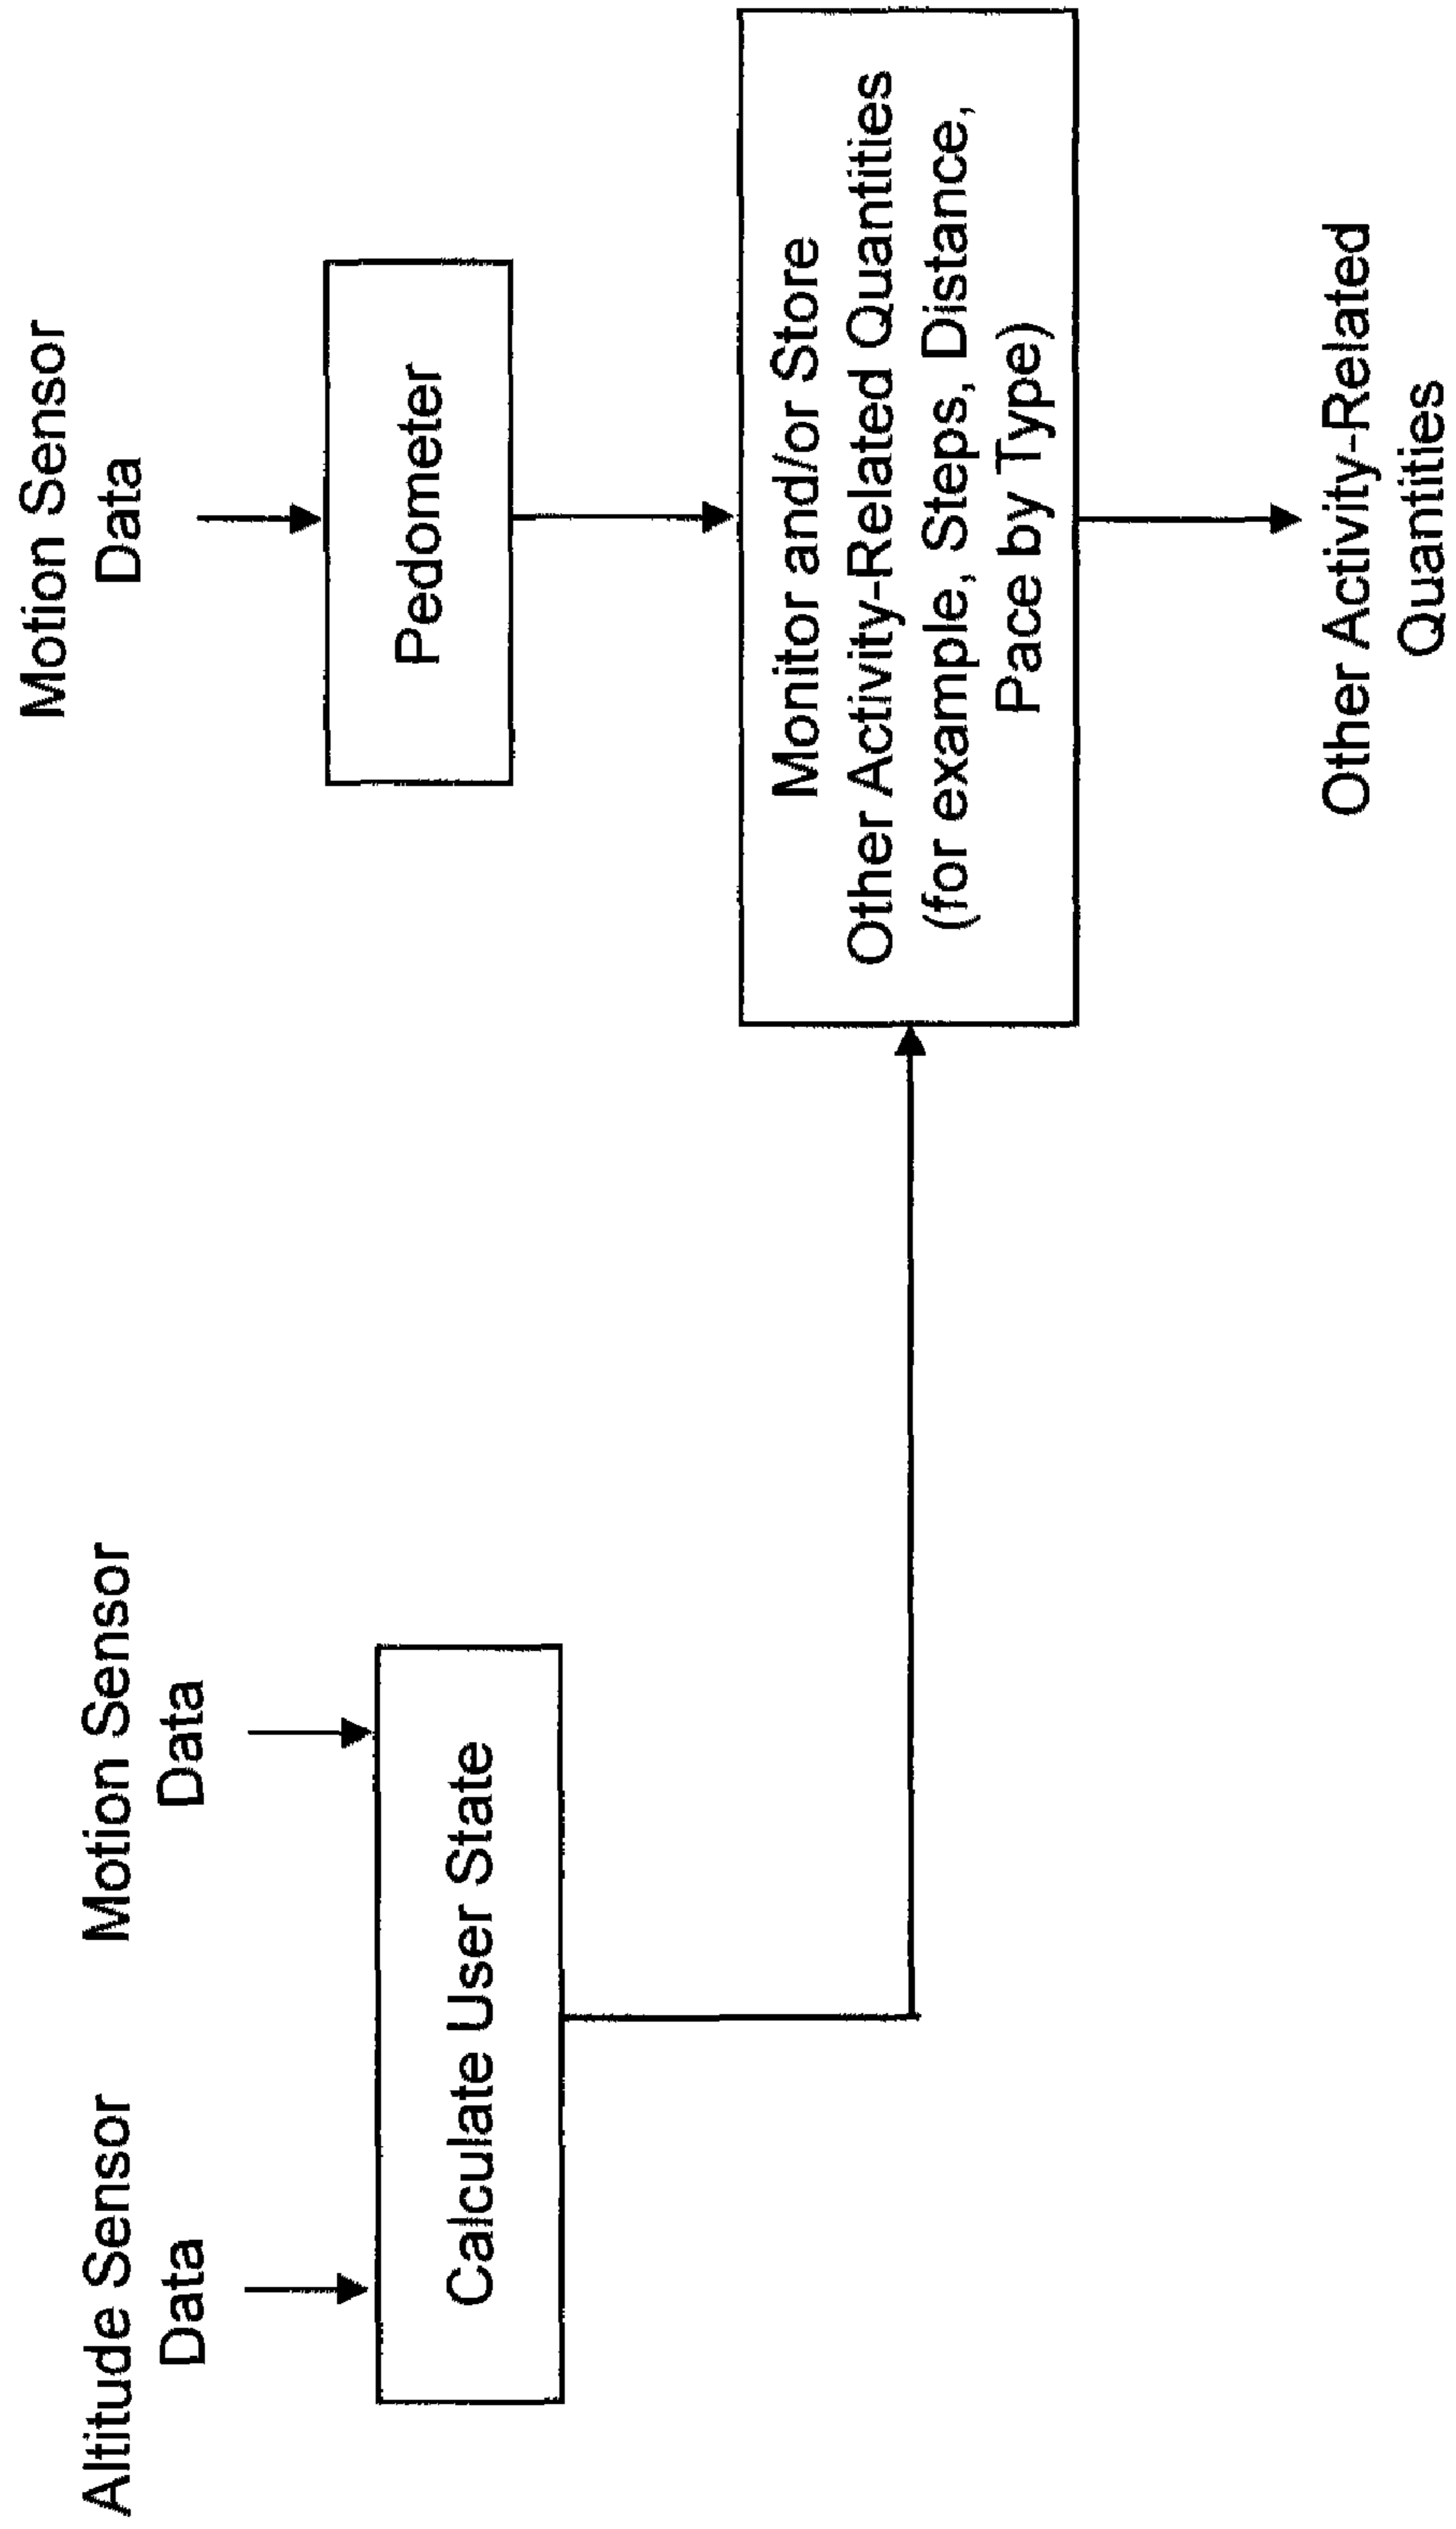 Altitude Sensor
Data
Motion Sensor
Data
Calculate User State
Motion Sensor
Data
Pedometer
Monitor and/or Store
Other Activity-Related Quantities
(for example, Steps, Distance,
Pace by Type)
Other Activity-Related
Quantities